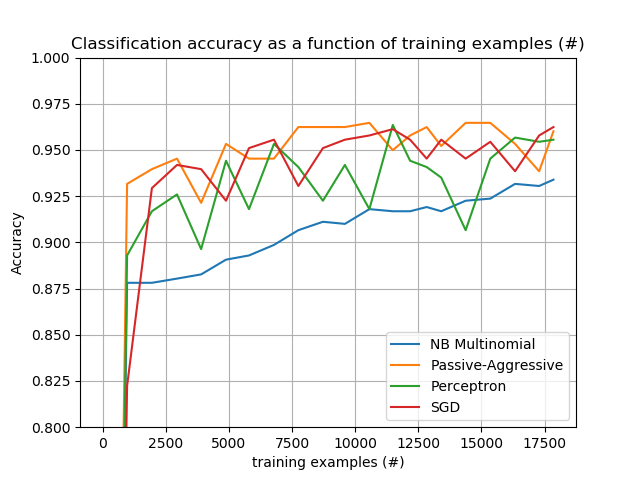 Classification accuracy as a function of training examples (#)
1.000
0.975
0.950
0.925
0.900
0.875
0.850
0.825
0.800
Accuracy
NB Multinomial
Passive-Aggressive
Perceptron
SGD
0 2500 5000 7500 10000 12500 15000 17500
training examples (#)